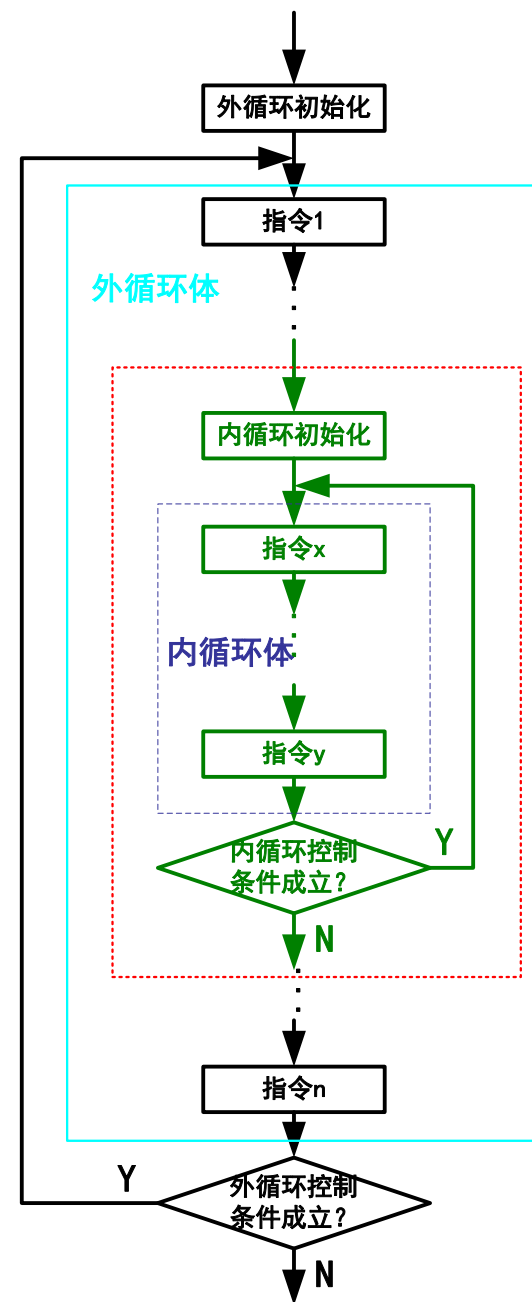 外循环初始化
指令1
外循环体
内循环初始化
指令x
内循环体
指令y
内循环控制
条件成立?
Y
N
指令n
外循环控制
条件成立?
Y
N